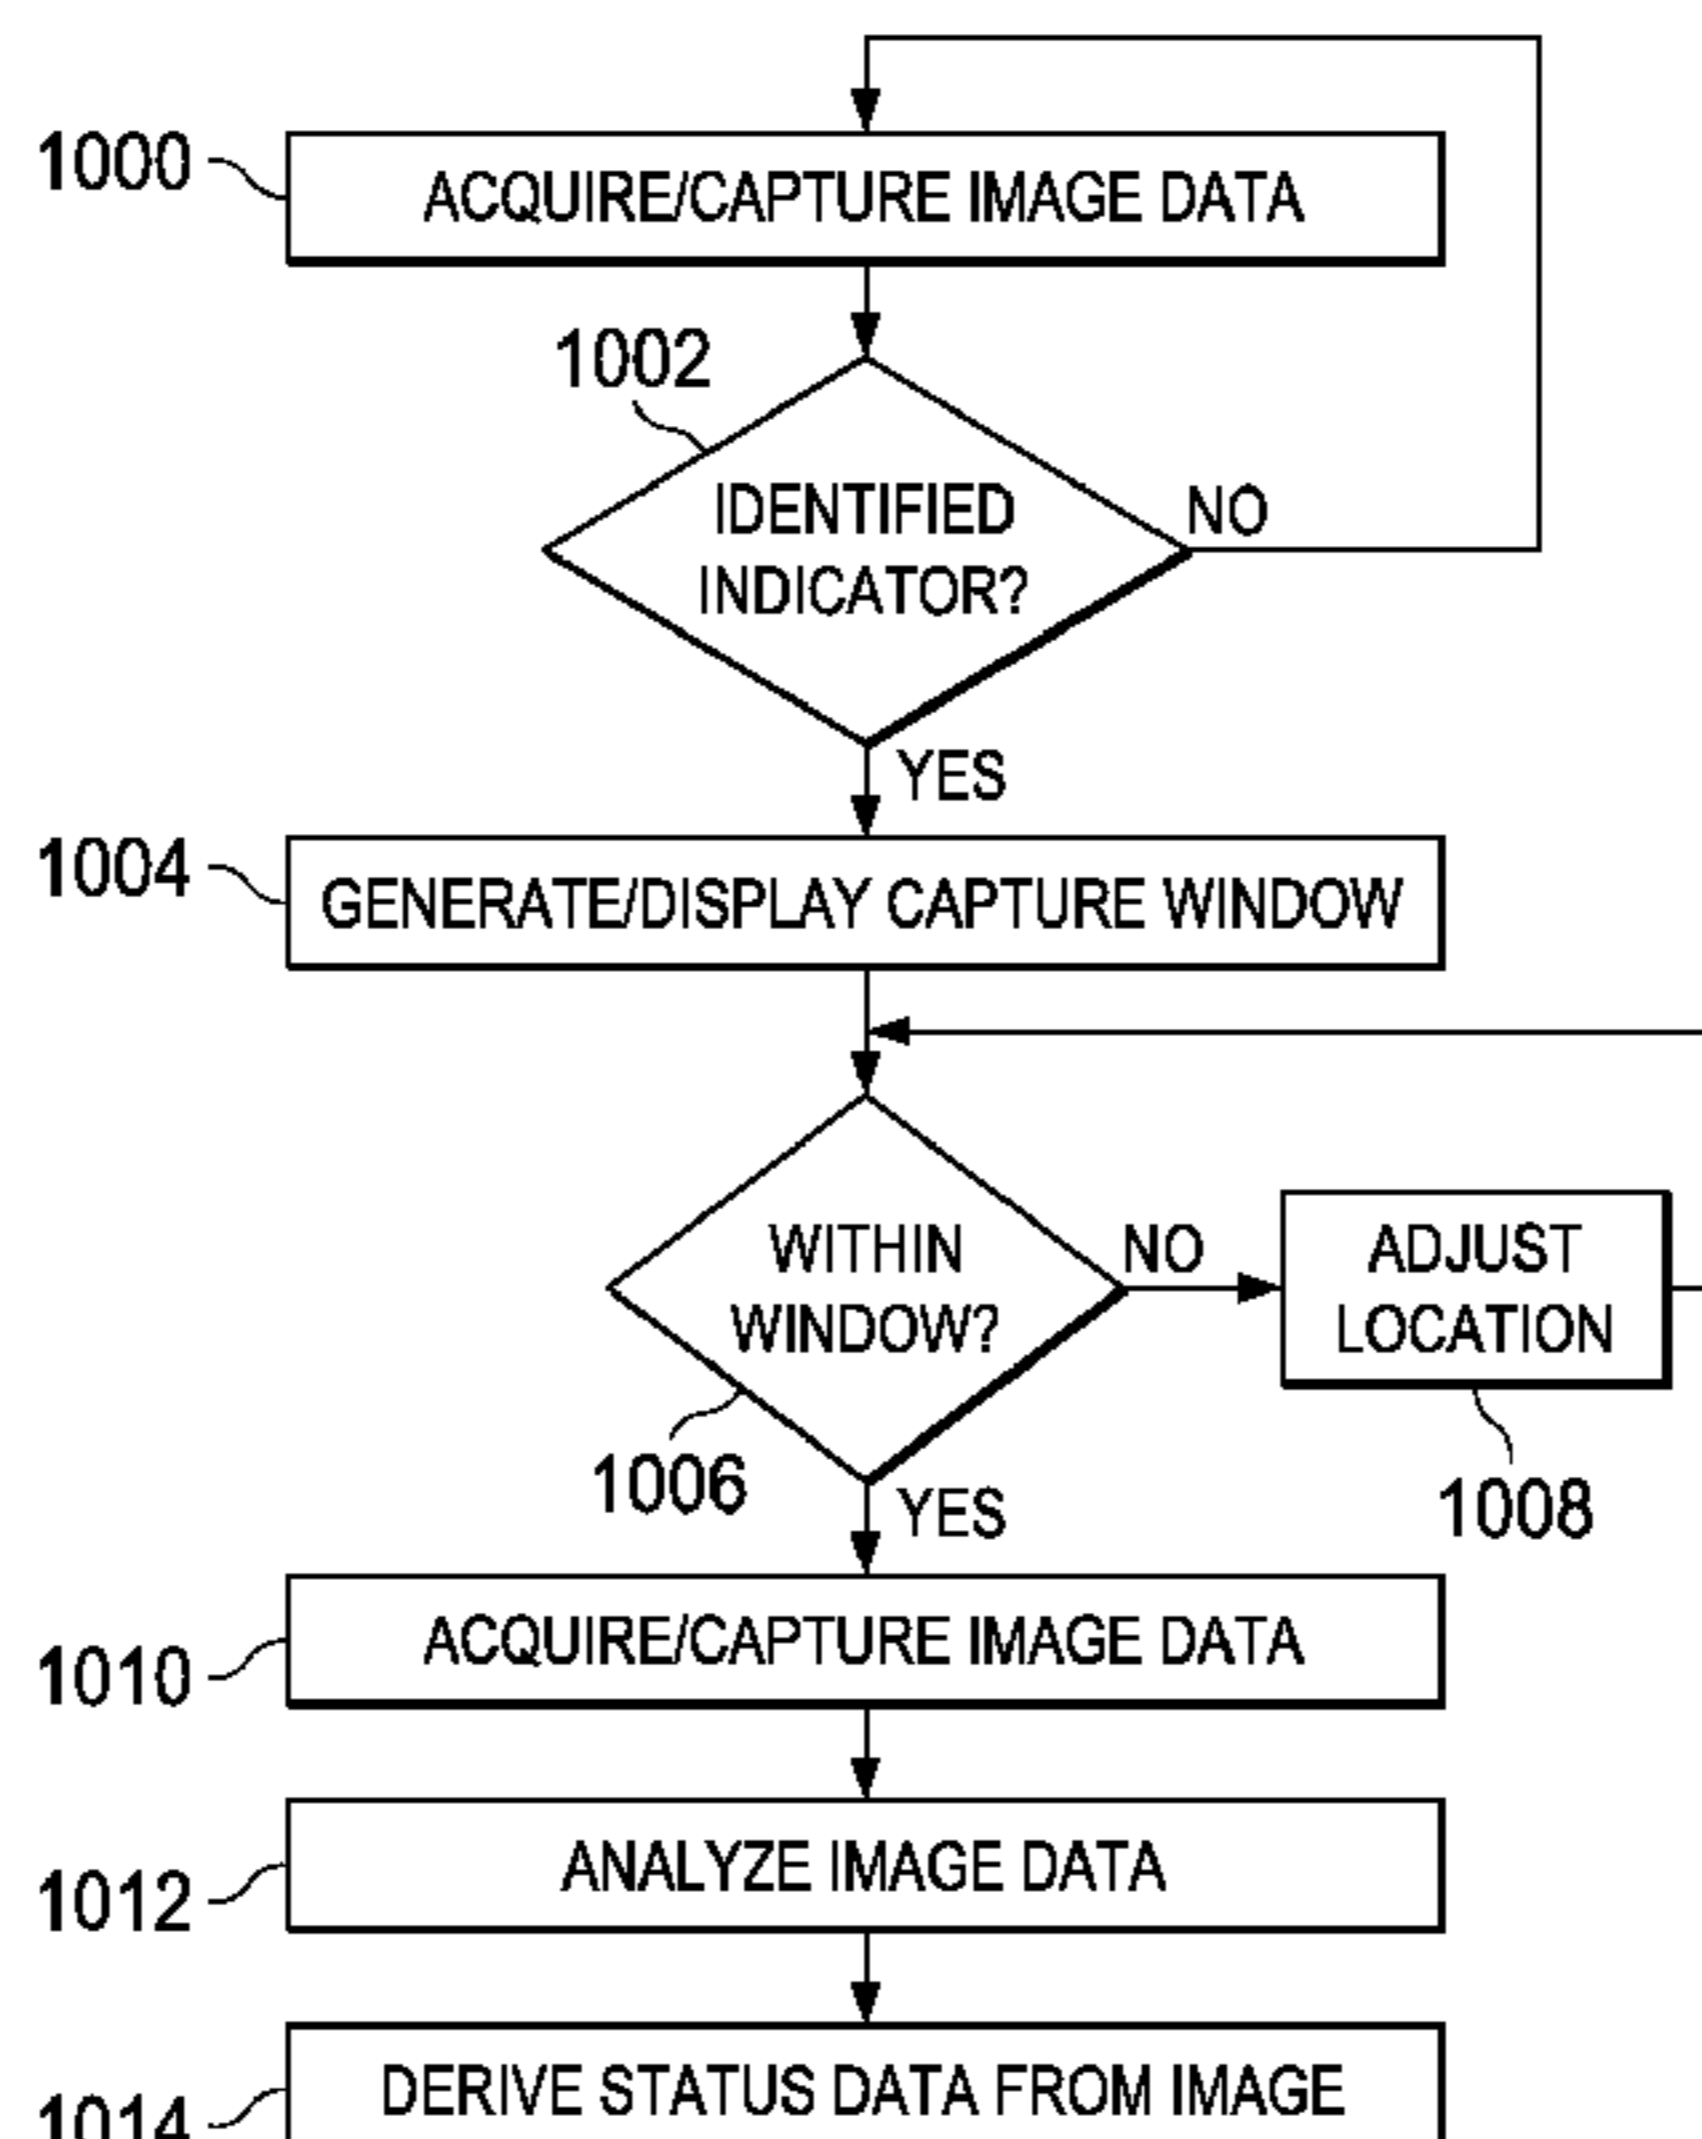 1000
ACQUIRE/CAPTURE IMAGE DATA
1002
IDENTIFIED
INDICATOR?
NO
YES
1004
GENERATE/DISPLAY CAPTURE WINDOW
WITHIN
WINDOW?
NO
ADJUST
LOCATION
1006
YES
1008
ACQUIRE/CAPTURE IMAGE DATA
1010
ANALYZE IMAGE DATA
1012
DERIVE STATUS DATA FROM IMAGE
1014